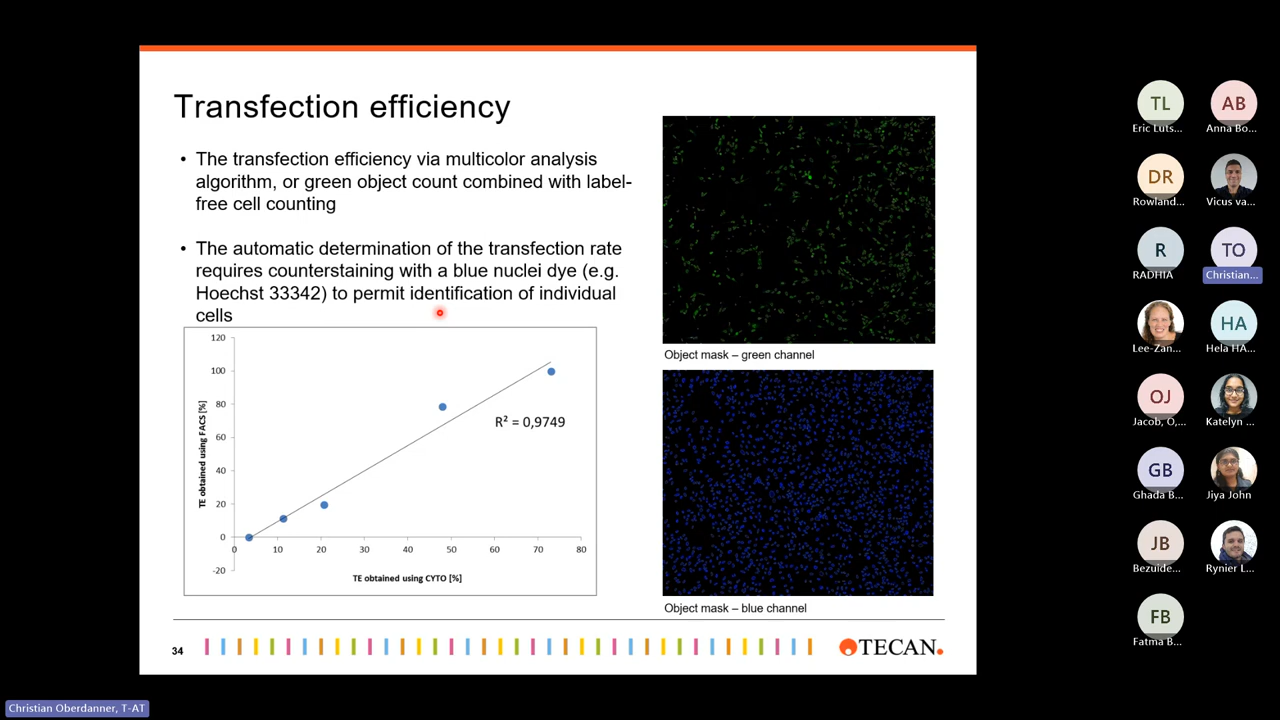 Transfection efficiency
• The transfection efficiency via multicolor analysis
algorithm, or green object count combined with label-
free cell counting
• The automatic determination of the transfection rate
requires counterstaining with a blue nuclei dye (e.g.
Hoechst 33342) to permit identification of individual
cells
120
100
80
60
40
20
0
-20
TE obtained using FACS [%]
R² = 0,9749
0 10 20 30 40 50 60 70 80
TE obtained using CYTO [%]
Object mask – green channel
Object mask – blue channel
34
TECAN.
TL
Eric Luts...
AB
Anna Bo...
DR
Rowland...
Vicus va...
R
RADHIA
TO
Christian...
Lee-Zan...
HA
Hela HA...
OJ
Jacob, O,...
Katelyn ...
GB
Ghada B...
Jiya John
JB
Bezuide...
Rynier L...
FB
Fatma B...
Christian Oberdanner, T-AT